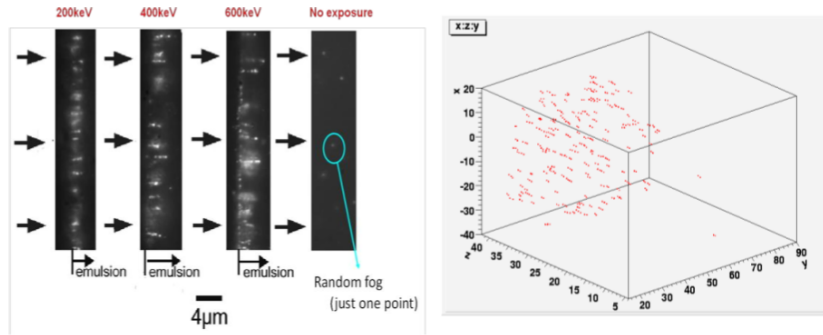 200keV 400keV 600keV No exposure
emulsion emulsion emulsion
Random fog
(just one point)
4μm
x:z:y
x
20
10
0
-10
-20
-30
-40
z
40 35 30 25 20 15 10 5
20 30 40 50 60 70 80 90
y